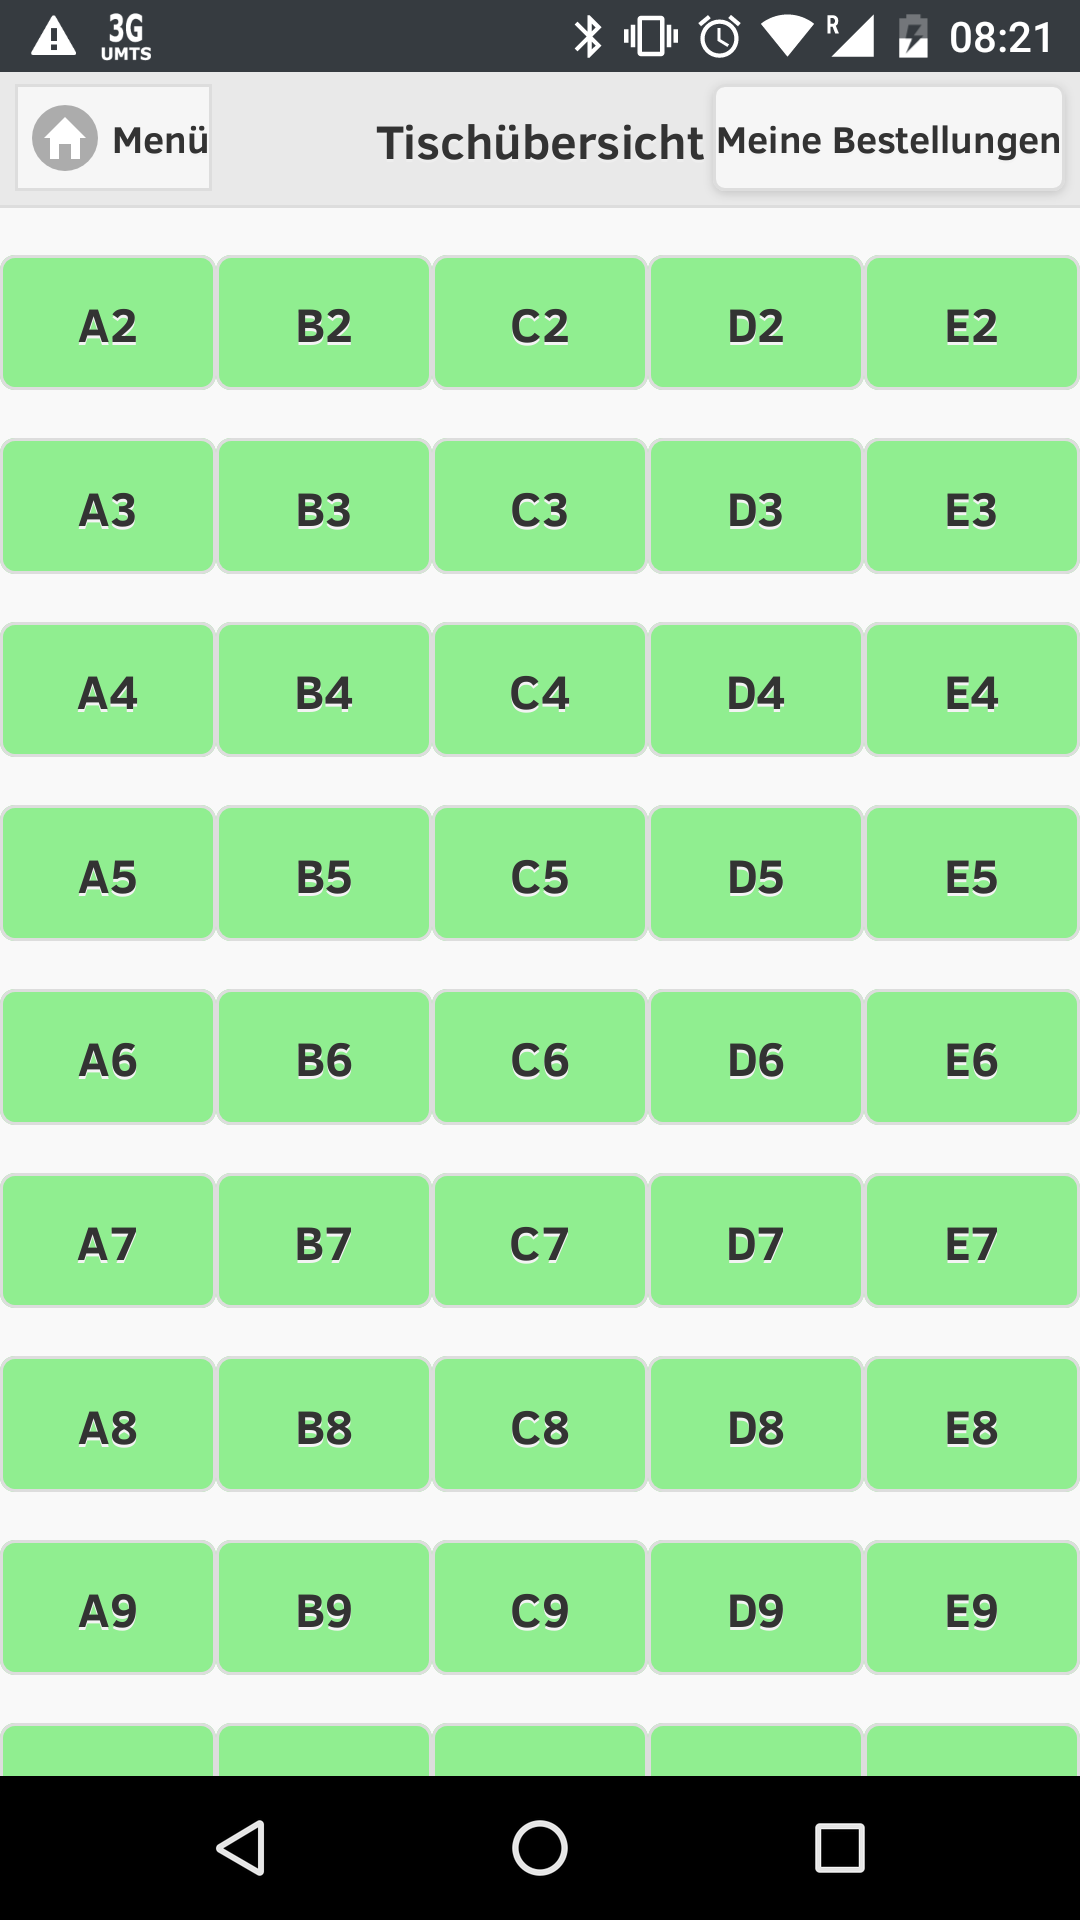 3G
UMTS
R
08:21
Menü
Tischübersicht
Meine Bestellungen
A2 B2 C2 D2 E2
A3 B3 C3 D3 E3
A4 B4 C4 D4 E4
A5 B5 C5 D5 E5
A6 B6 C6 D6 E6
A7 B7 C7 D7 E7
A8 B8 C8 D8 E8
A9 B9 C9 D9 E9